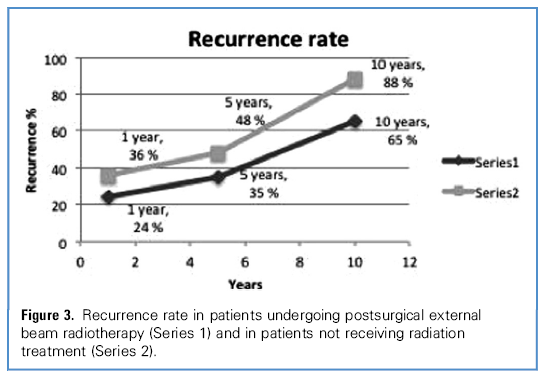 Recurrence rate
100
80
60
40
20
0
Recurrence %
1 year,
36 %
5 years,
48 %
10 years,
88 %
1 year,
24 %
5 years,
35 %
10 years,
65 %
Series1
Series2
0 2 4 6 8 10 12
Years
Figure 3. Recurrence rate in patients undergoing postsurgical external
beam radiotherapy (Series 1) and in patients not receiving radiation
treatment (Series 2).